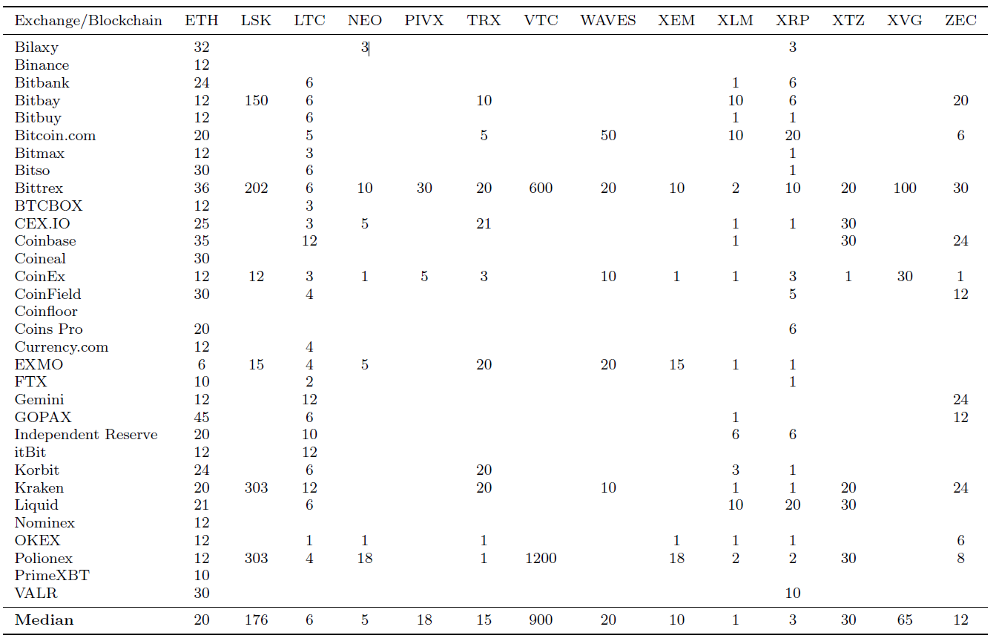 Exchange/Blockchain ETH LSK LTC NEO PIVX TRX VTC WAVES XEM XLM XRP XTZ XVG ZEC
Bilaxy 32 3 3
Binance 12
Bitbank 24 6 1 6
Bitbay 12 150 6 10 10 6 20
Bitbuy 12 6 1 1
Bitcoin.com 20 5 5 50 10 20 6
Bitmax 12 3 1
Bitso 30 6 1
Bittrex 36 202 6 10 30 20 600 20 10 2 10 20 100 30
BTCBOX 12 3
CEX.IO 25 3 5 21 1 1 30
Coinbase 35 12 1 30 24
Coineal 30
CoinEx 12 12 3 1 5 3 10 1 1 3 1 30 1
CoinField 30 4 5 12
Coinfloor
Coins Pro 20 6
Currency.com 12 4
EXMO 6 15 4 5 20 20 15 1 1
FTX 10 2 1
Gemini 12 12 24
GOPAX 45 6 1 12
Independent Reserve 20 10 6 6
itBit 12 12
Korbit 24 6 20 3 1
Kraken 20 303 12 20 10 1 1 20 24
Liquid 21 6 10 20 30
Nominex 12
OKEX 12 1 1 1 1 1 1 6
Polionex 12 303 4 18 1 1200 18 2 2 30 8
PrimeXBT 10
VALR 30 10
Median 20 176 6 5 18 15 900 20 10 1 3 30 65 12